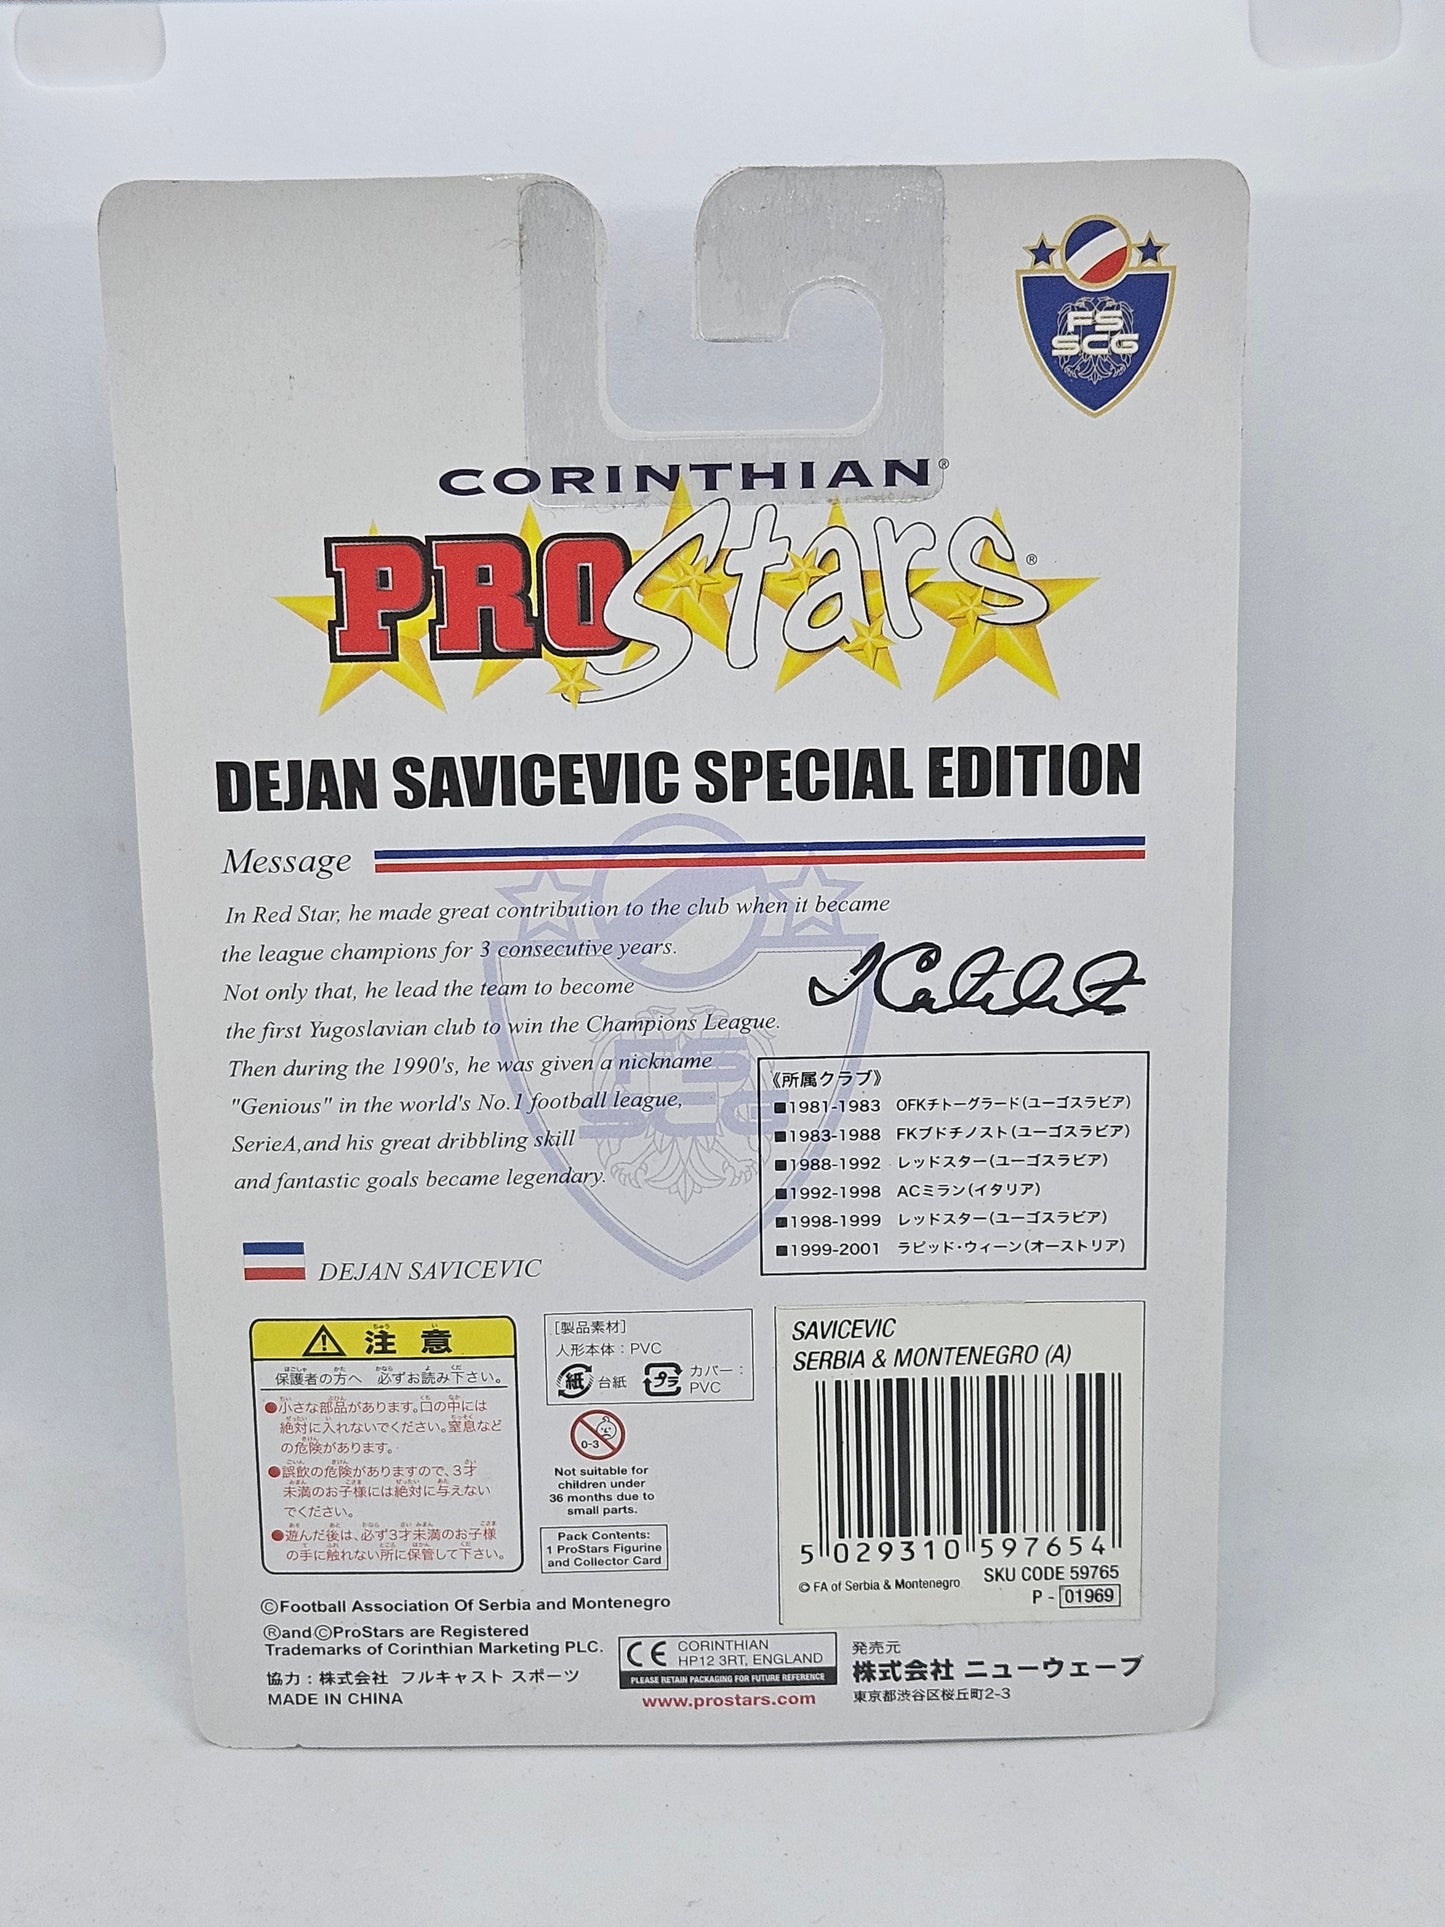 FS
SCG
CORINTHIAN®
PRO Stars®
DEJAN SAVICEVIC SPECIAL EDITION
Message
In Red Star, he made great contribution to the club when it became
the league champions for 3 consecutive years.
Not only that, he lead the team to become
the first Yugoslavian club to win the Champions League.
Then during the 1990's, he was given a nickname
"Genious" in the world's No.1 football league,
SerieA,and his great dribbling skill
and fantastic goals became legendary.
DEJAN SAVICEVIC
《所属クラブ》
■1981-1983 OFKチトーグラード(ユーゴスラビア)
■1983-1988 FKブドチノスト(ユーゴスラビア)
■1988-1992 レッドスター(ユーゴスラビア)
■1992-1998 ACミラン(イタリア)
■1998-1999 レッドスター(ユーゴスラビア)
■1999-2001 ラピッド・ウィーン(オーストリア)
注意
保護者の方へ 必ずお読み下さい。
●小さな部品があります。口の中には
絶対に入れないでください。窒息など
の危険があります。
●誤飲の危険がありますので、3才
未満のお子様には絶対に与えない
でください。
●遊んだ後は、必ず3才未満のお子様
の手に触れない所に保管して下さい。
[製品素材]
人形本体：PVC
紙 台紙 プラ カバー：
PVC
0-3
Not suitable for
children under
36 months due to
small parts.
Pack Contents:
1 ProStars Figurine
and Collector Card
SAVICEVIC
SERBIA & MONTENEGRO (A)
5 029310 597654
© FA of Serbia & Montenegro
SKU CODE 59765
P - 01969
©Football Association Of Serbia and Montenegro
®and©ProStars are Registered
Trademarks of Corinthian Marketing PLC.
協力：株式会社 フルキャスト スポーツ
MADE IN CHINA
CE CORINTHIAN
HP12 3RT, ENGLAND
PLEASE RETAIN PACKAGING FOR FUTURE REFERENCE
www.prostars.com
発売元
株式会社 ニューウェーブ
東京都渋谷区桜丘町2-3